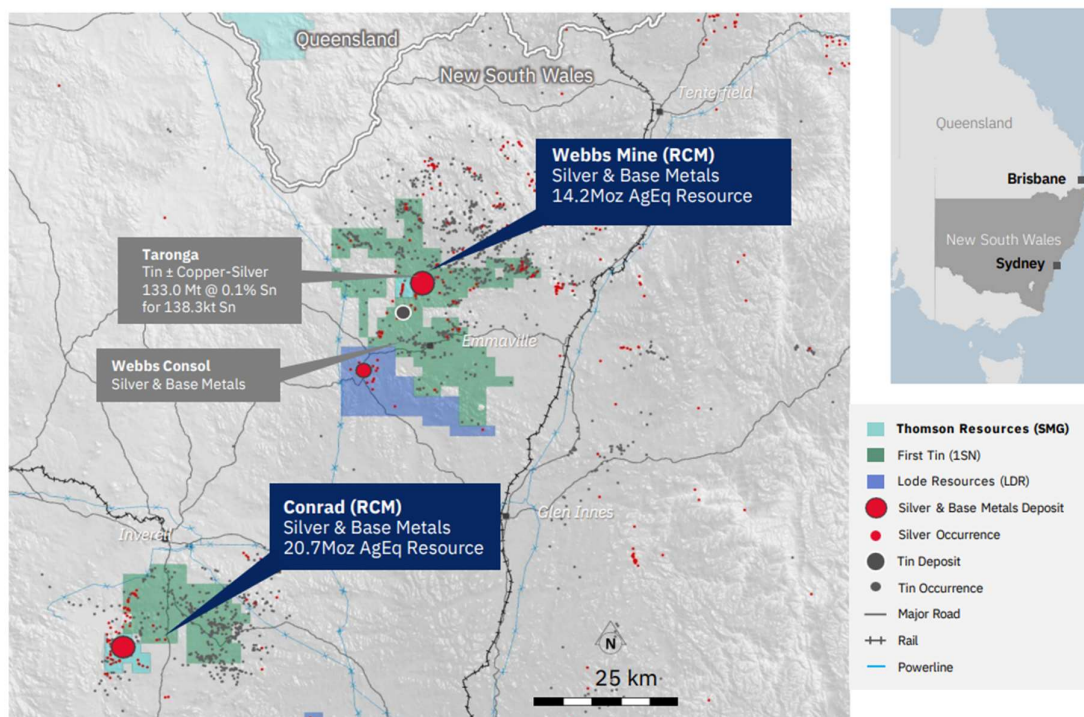 Queensland
New South Wales
Tenterfield
Webbs Mine (RCM)
Silver & Base Metals
14.2Moz AgEq Resource
Taronga
Tin ± Copper-Silver
133.0 Mt @ 0.1% Sn
for 138.3kt Sn
Emmaville
Webbs Consol
Silver & Base Metals
Conrad (RCM)
Silver & Base Metals
20.7Moz AgEq Resource
Glen Innes
Inverell
N
25 km
Queensland
Brisbane
New South Wales
Sydney
Thomson Resources (SMG)
First Tin (1SN)
Lode Resources (LDR)
Silver & Base Metals Deposit
Silver Occurrence
Tin Deposit
Tin Occurrence
Major Road
Rail
Powerline